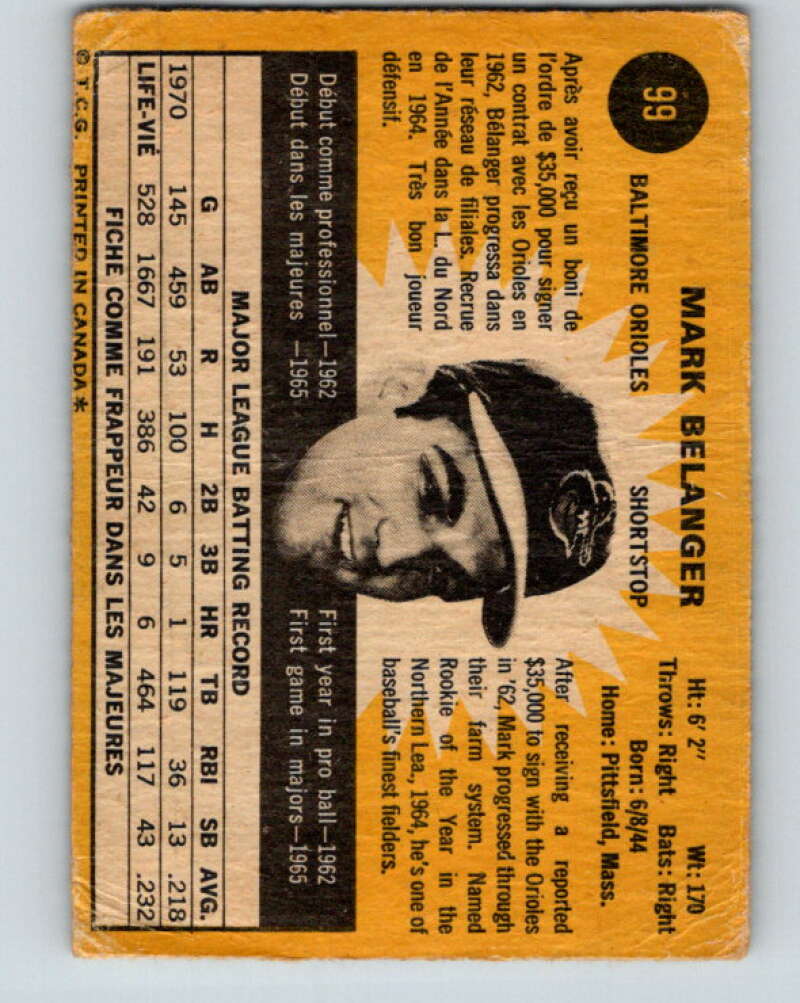 99
MARK BELANGER
BALTIMORE ORIOLES SHORTSTOP
Ht: 6' 2" Wt: 170
Throws: Right Bats: Right
Born: 6/8/44
Home: Pittsfield, Mass.
Après avoir reçu un boni de
l'ordre de $35,000 pour signer
un contrat avec les Orioles en
1962, Bélanger progressa dans
leur réseau de filiales. Recrue
de l'Année dans la L. du Nord
en 1964. Très bon joueur
défensif.
After receiving a reported
$35,000 to sign with the Orioles
in '62, Mark progressed through
their farm system. Named
Rookie of the Year in the
Northern Lea., 1964, he's one of
baseball's finest fielders.
Début comme professionnel—1962
Début dans les majeures —1965
First year in pro ball—1962
First game in majors—1965
MAJOR LEAGUE BATTING RECORD
G AB R H 2B 3B HR TB RBI SB AVG.
1970 145 459 53 100 6 5 1 119 36 13 .218
LIFE-VIE 528 1667 191 386 42 9 6 464 117 43 .232
FICHE COMME FRAPPEUR DANS LES MAJEURES
© T.C.G. PRINTED IN CANADA *